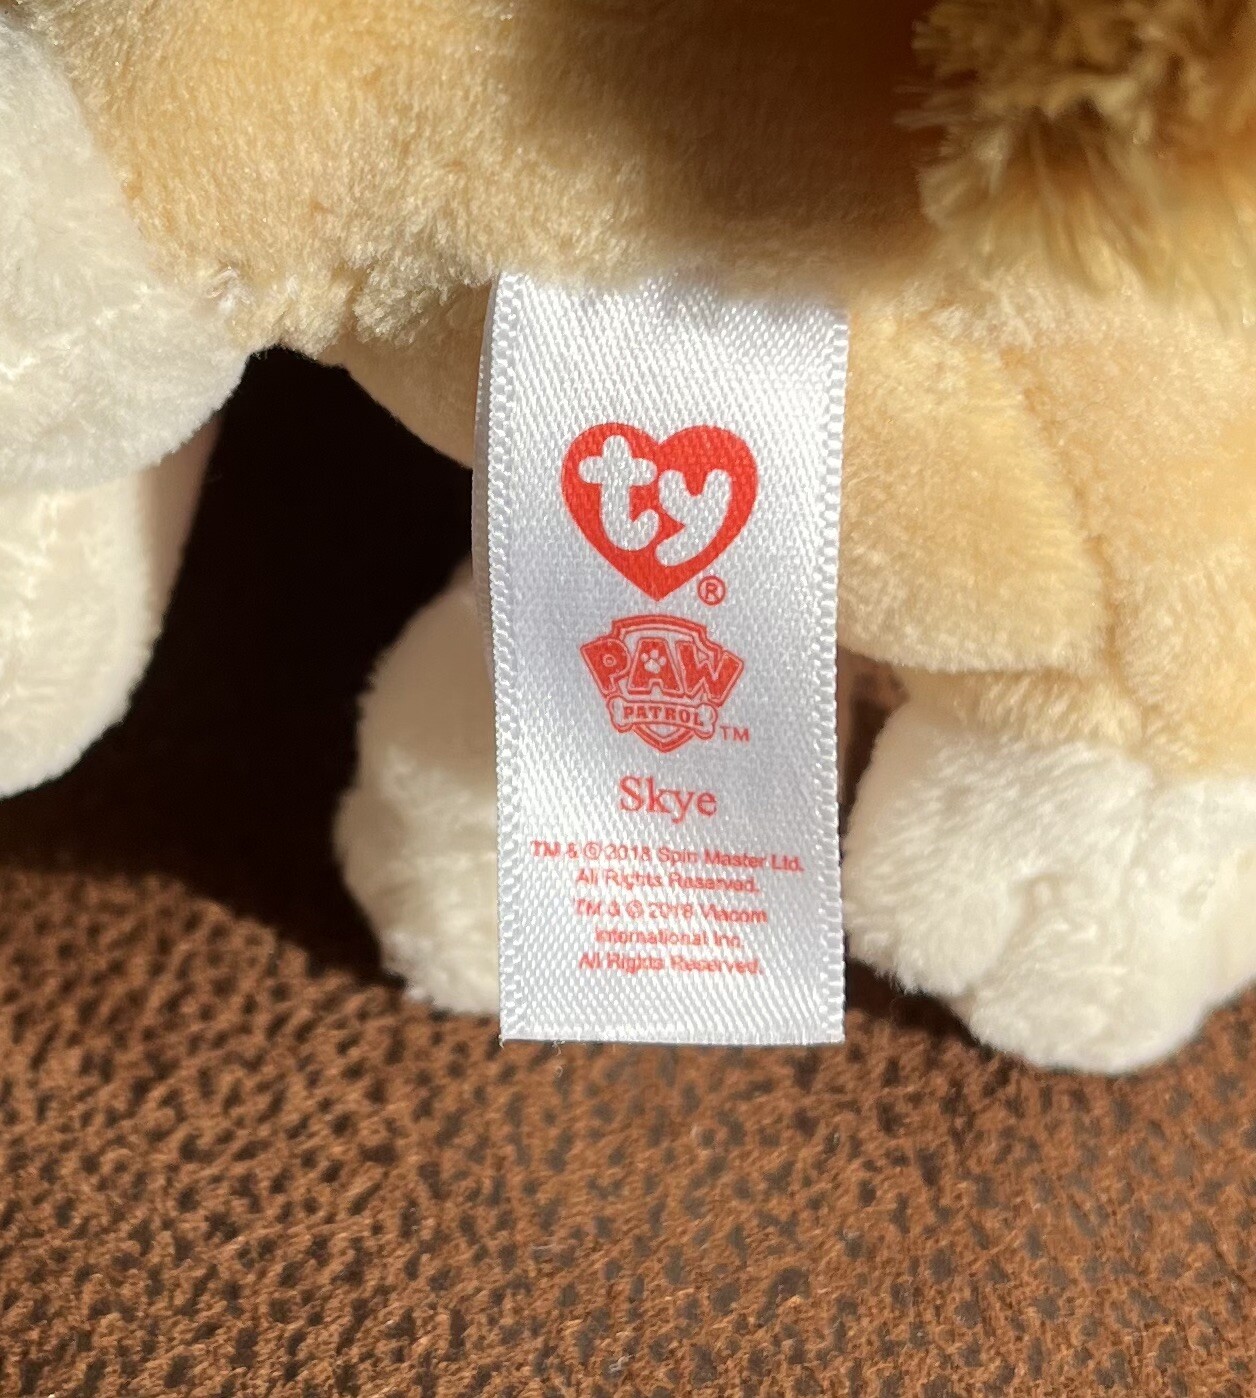 ty
®
PAW
PATROL TM
Skye
TM & © 2018 Spin Master Ltd.
All Rights Reserved.
TM & © 2018 Viacom
International Inc.
All Rights Reserved.